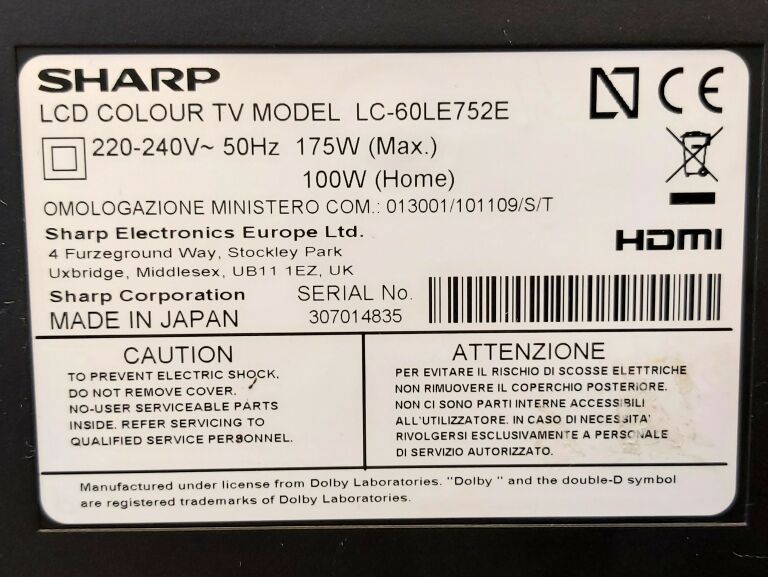 SHARP
LCD COLOUR TV MODEL LC-60LE752E
220-240V~ 50Hz 175W (Max.)
100W (Home)
OMOLOGAZIONE MINISTERO COM.: 013001/101109/S/T
Sharp Electronics Europe Ltd.
4 Furzeground Way, Stockley Park
Uxbridge, Middlesex, UB11 1EZ, UK
Sharp Corporation
MADE IN JAPAN
SERIAL No.
307014835
CE
HDMI
CAUTION
TO PREVENT ELECTRIC SHOCK,
DO NOT REMOVE COVER.
NO-USER SERVICEABLE PARTS
INSIDE. REFER SERVICING TO
QUALIFIED SERVICE PERSONNEL.
ATTENZIONE
PER EVITARE IL RISCHIO DI SCOSSE ELETTRICHE
NON RIMUOVERE IL COPERCHIO POSTERIORE.
NON CI SONO PARTI INTERNE ACCESSIBILI
ALL'UTILIZZATORE. IN CASO DI NECESSITA'
RIVOLGERSI ESCLUSIVAMENTE A PERSONALE
DI SERVIZIO AUTORIZZATO.
Manufactured under license from Dolby Laboratories. "Dolby " and the double-D symbol
are registered trademarks of Dolby Laboratories.